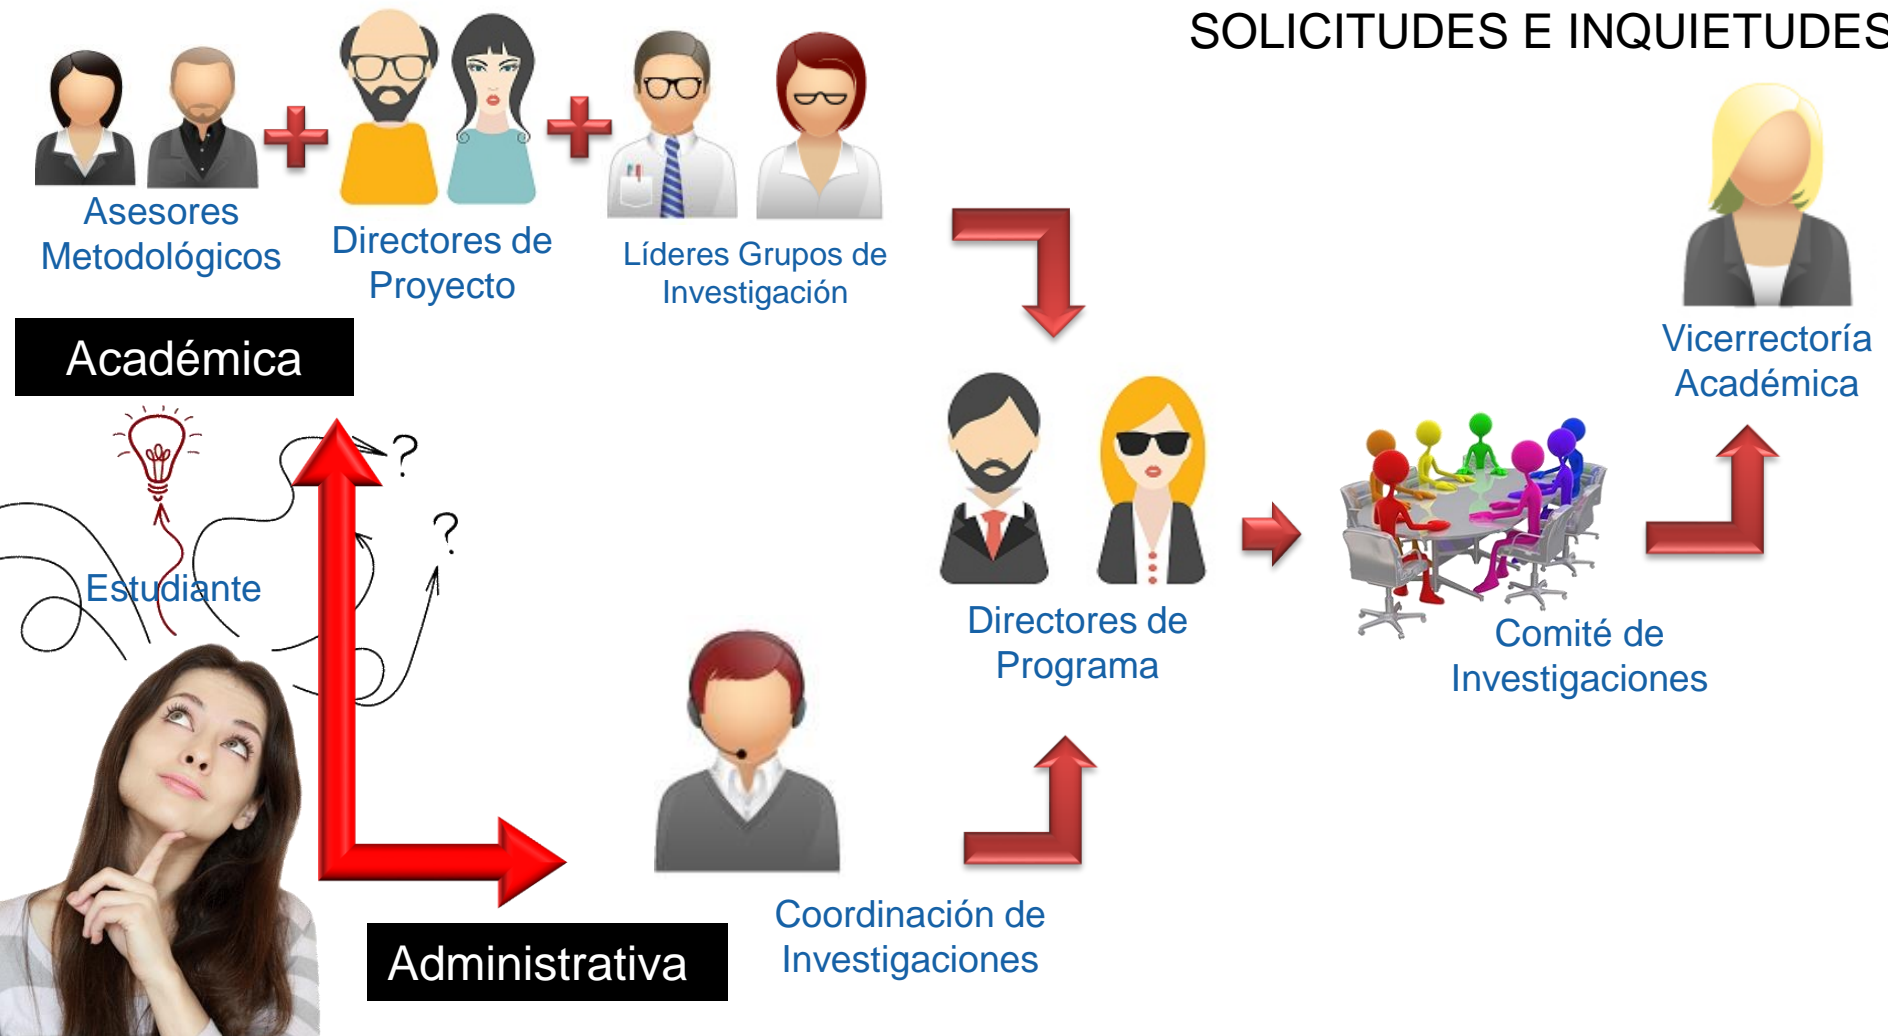 SOLICITUDES E INQUIETUDES
Asesores
Metodológicos
Directores de
Proyecto
Líderes Grupos de
Investigación
Vicerrectoría
Académica
Académica
?
?
Estudiante
Directores de
Programa
Comité de
Investigaciones
Coordinación de
Investigaciones
Administrativa